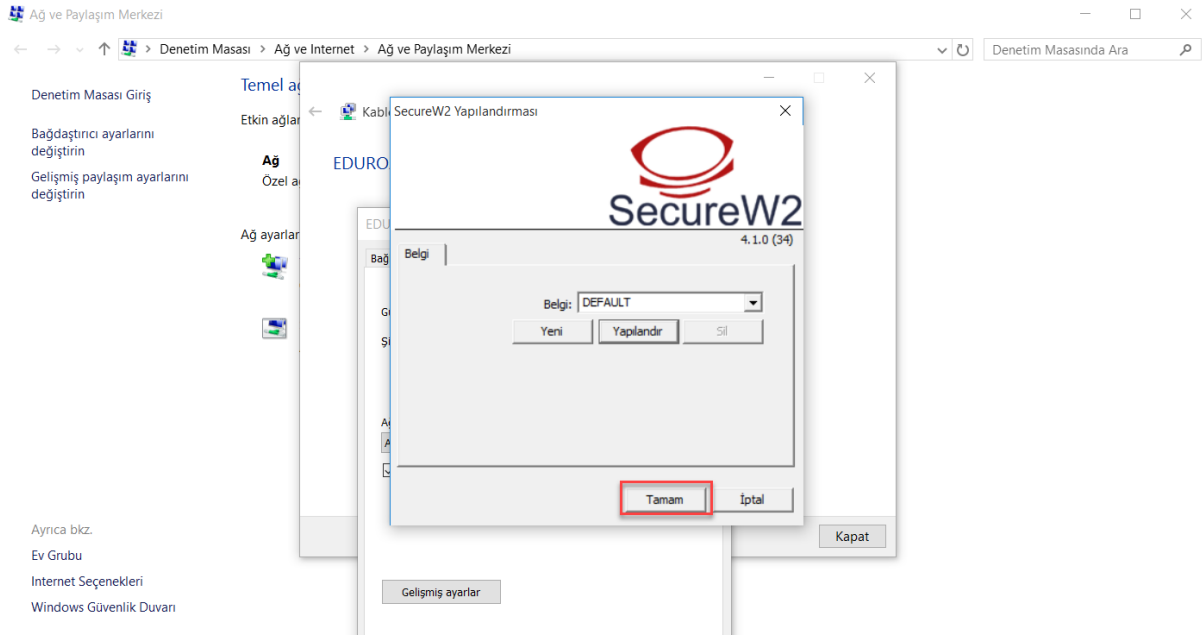 Ağ ve Paylaşım Merkezi
Denetim Masası > Ağ ve Internet > Ağ ve Paylaşım Merkezi
Denetim Masasında Ara
Denetim Masası Giriş
Bağdaştırıcı ayarlarını
değiştirin
Gelişmiş paylaşım ayarlarını
değiştirin
Temel a
Etkin ağlar
Ağ
Özel a
Ağ ayarlar
Kabl
EDURO
EDU
Bağ
SecureW2 Yapılandırması
SecureW2
4.1.0 (34)
Belgi
Belgi: DEFAULT
Yeni Yapılandır Sil
Tamam İptal
Kapat
Gelişmiş ayarlar
Ayrıca bkz.
Ev Grubu
Internet Seçenekleri
Windows Güvenlik Duvarı